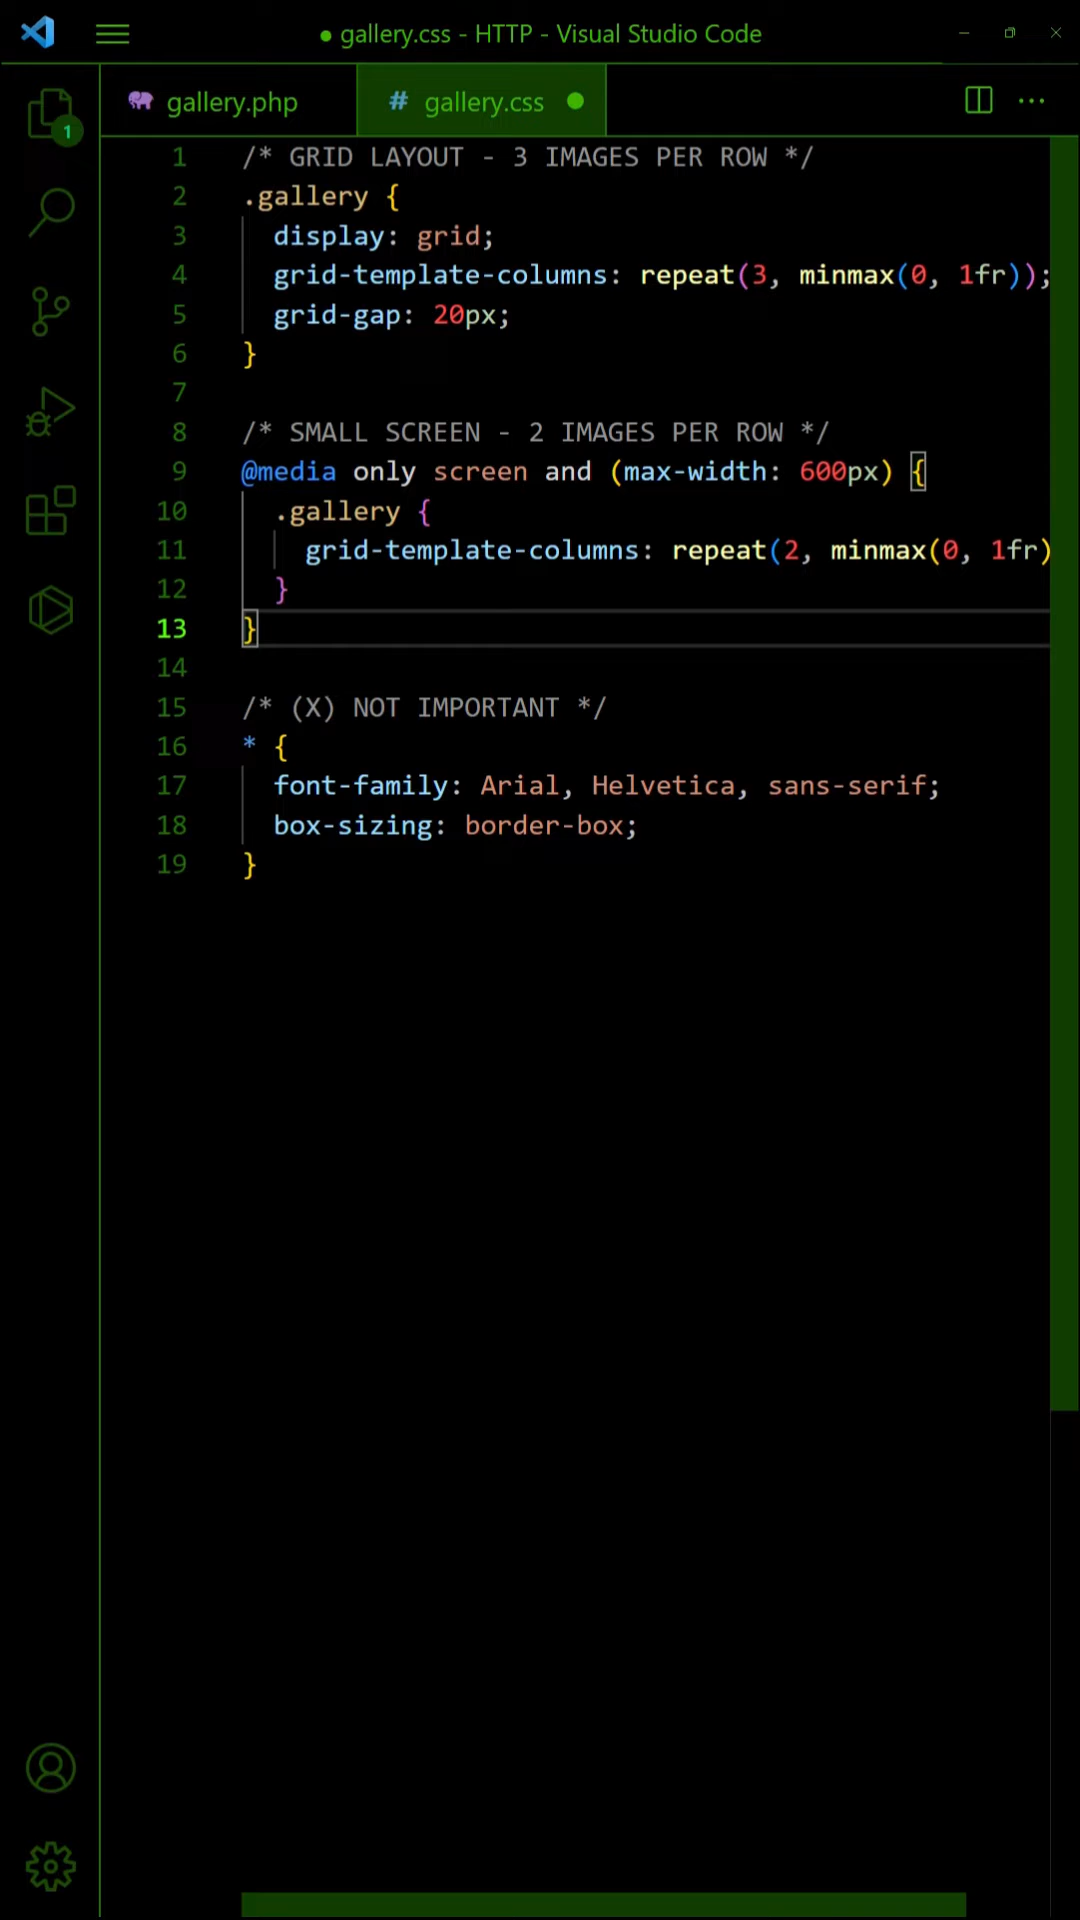 ● gallery.css - HTTP - Visual Studio Code
gallery.php
# gallery.css ●
1
1 /* GRID LAYOUT - 3 IMAGES PER ROW */
2 .gallery {
3 display: grid;
4 grid-template-columns: repeat(3, minmax(0, 1fr));
5 grid-gap: 20px;
6 }
7
8 /* SMALL SCREEN - 2 IMAGES PER ROW */
9 @media only screen and (max-width: 600px) {
10 .gallery {
11 grid-template-columns: repeat(2, minmax(0, 1fr)
12 }
13 }
14
15 /* (X) NOT IMPORTANT */
16 * {
17 font-family: Arial, Helvetica, sans-serif;
18 box-sizing: border-box;
19 }